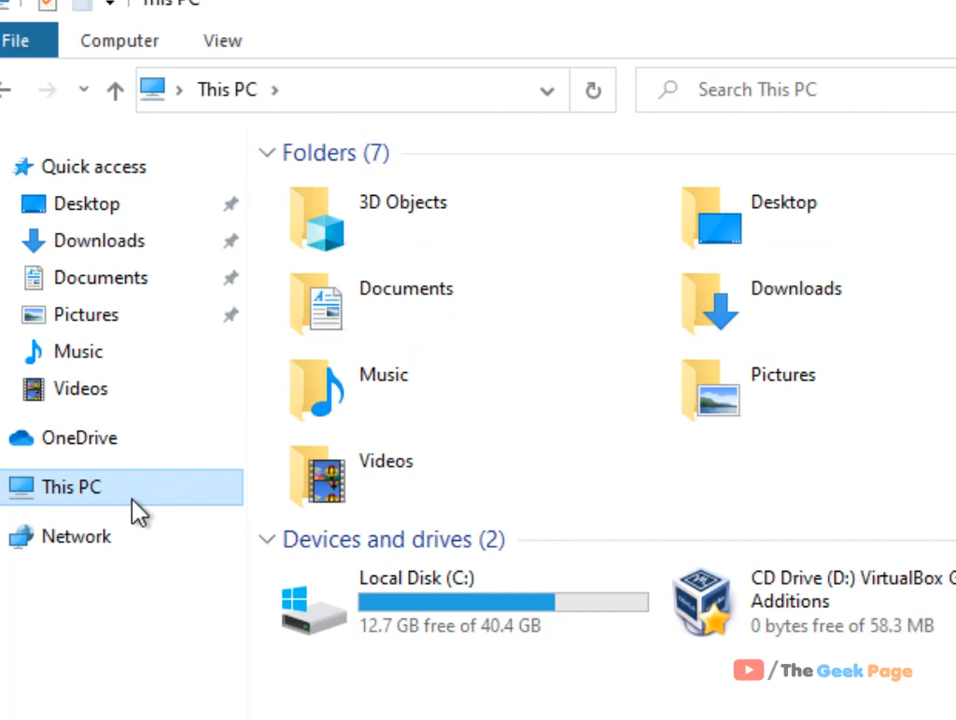 This PC
File Computer View
This PC
Search This PC
Quick access
Desktop
Downloads
Documents
Pictures
Music
Videos
OneDrive
This PC
Network
Folders (7)
3D Objects
Desktop
Documents
Downloads
Music
Pictures
Videos
Devices and drives (2)
Local Disk (C:)
12.7 GB free of 40.4 GB
CD Drive (D:) VirtualBox G
Additions
0 bytes free of 58.3 MB
/The Geek Page